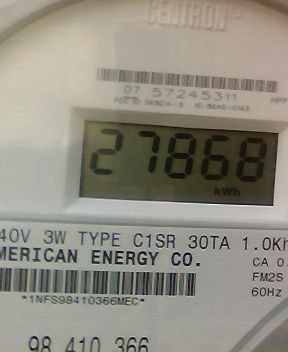 CENTRON®
07 57245311
HPP
27868
kWh
40V 3W TYPE C1SR 30TA 1.0Kh
MERICAN ENERGY CO.
CA 0.
FM2S
60Hz
*1NFS98410366MEC*
98 410 366